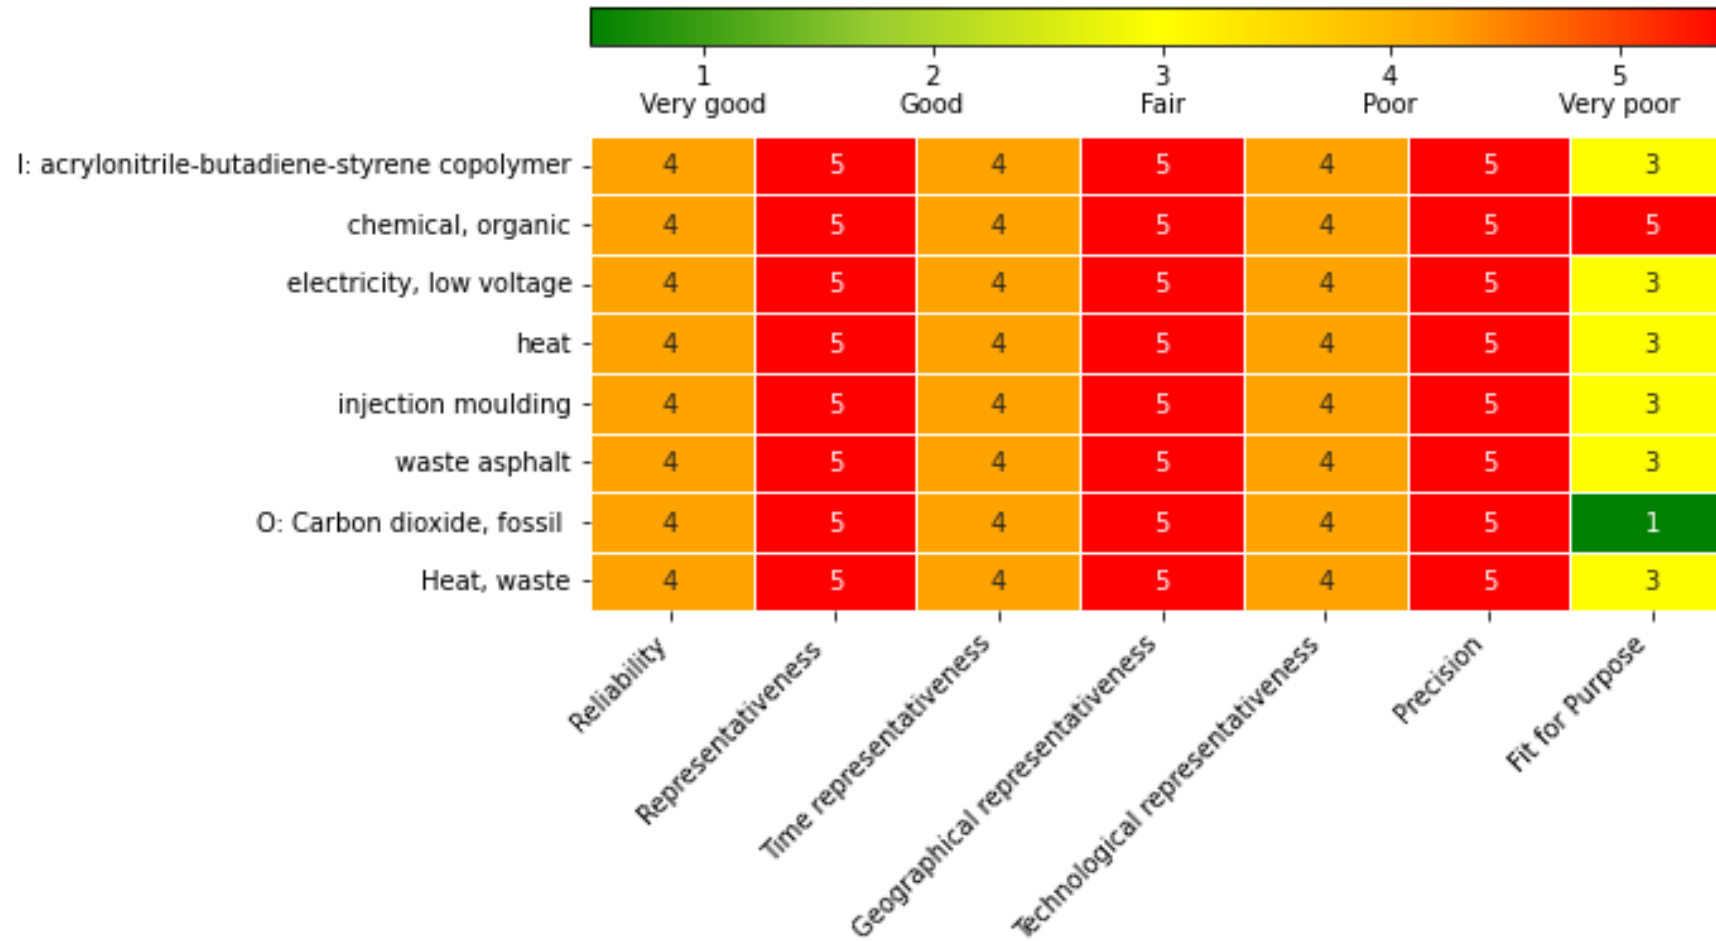 1 2 3 4 5
Very good Good Fair Poor Very poor
I: acrylonitrile-butadiene-styrene copolymer 4 5 4 5 4 5 3
chemical, organic 4 5 4 5 4 5 5
electricity, low voltage 4 5 4 5 4 5 3
heat 4 5 4 5 4 5 3
injection moulding 4 5 4 5 4 5 3
waste asphalt 4 5 4 5 4 5 3
O: Carbon dioxide, fossil 4 5 4 5 4 5 1
Heat, waste 4 5 4 5 4 5 3
Reliability
Representativeness
Time representativeness
Geographical representativeness
Technological representativeness
Precision
Fit for Purpose